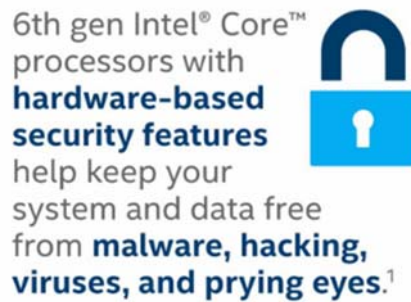 6th gen Intel® Core™
processors with
hardware-based
security features
help keep your
system and data free
from malware, hacking,
viruses, and prying eyes.¹